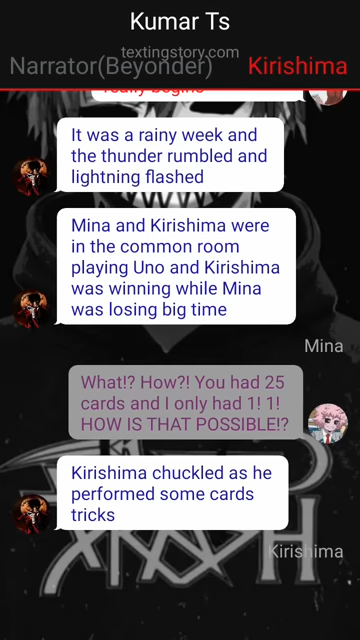 Kumar Ts
textingstory.com
Narrator(Beyonder)
Kirishima
really begins
It was a rainy week and
the thunder rumbled and
lightning flashed
Mina and Kirishima were
in the common room
playing Uno and Kirishima
was winning while Mina
was losing big time
Mina
What!? How?! You had 25
cards and I only had 1! 1!
HOW IS THAT POSSIBLE!?
Kirishima chuckled as he
performed some cards
tricks
Kirishima